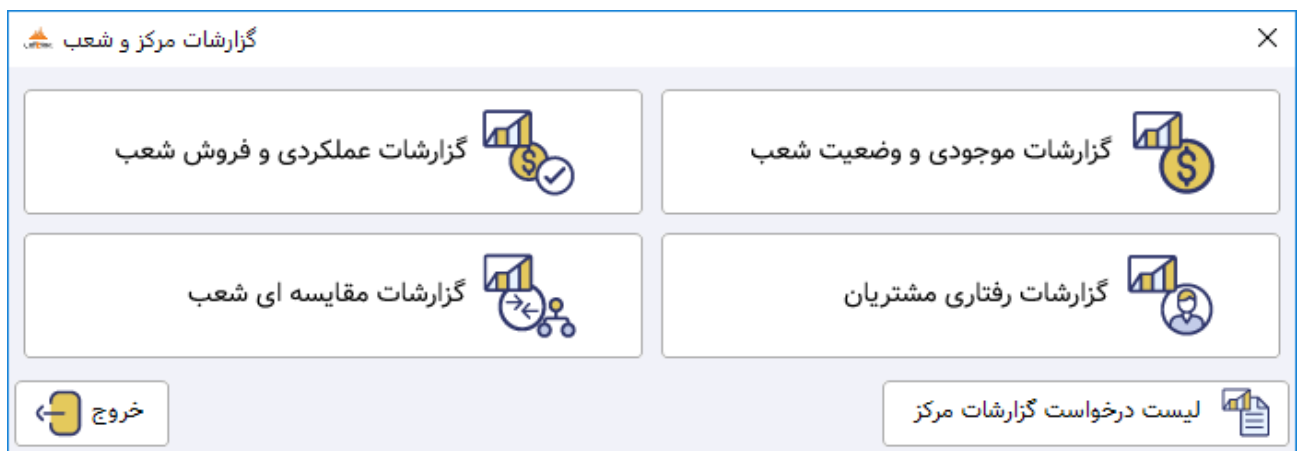 گزارشات مرکز و شعب
گزارشات موجودی و وضعیت شعب
گزارشات عملکردی و فروش شعب
گزارشات رفتاری مشتریان
گزارشات مقایسه ای شعب
لیست درخواست گزارشات مرکز
خروج